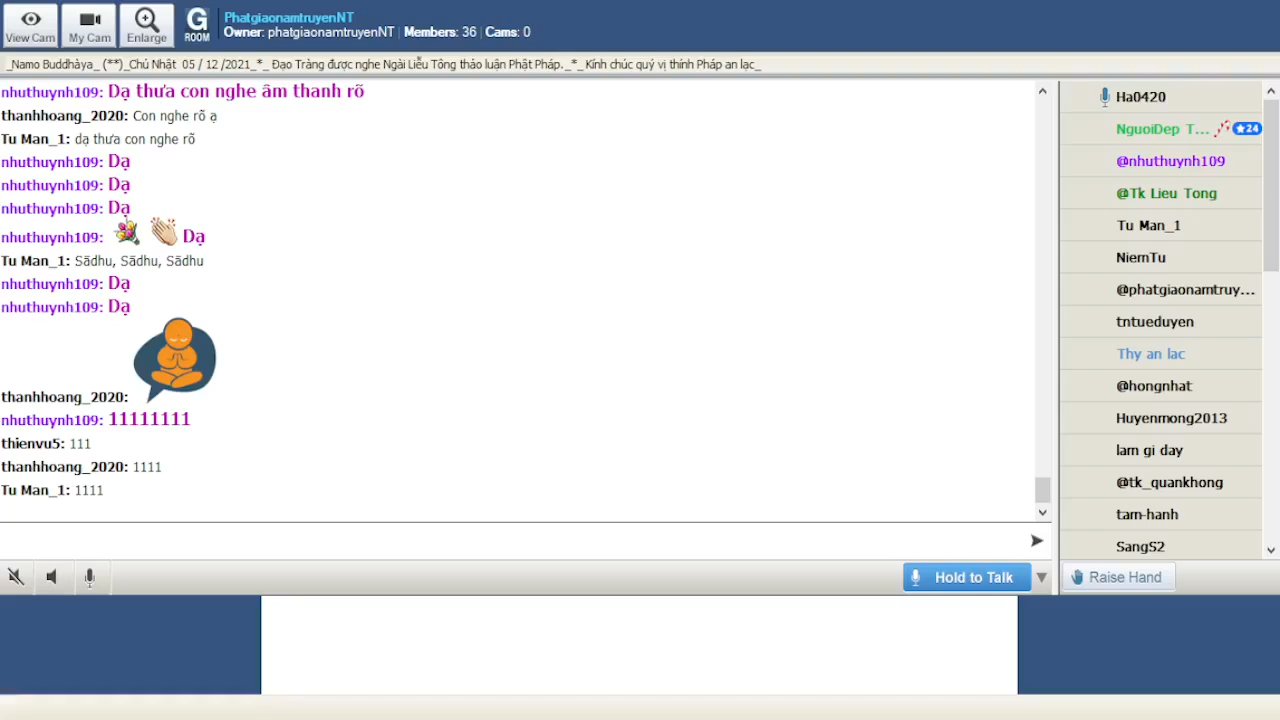 View Cam
My Cam
Enlarge
G
ROOM
PhatgiaonamtruyenNT
Owner: phatgiaonamtruyenNT | Members: 36 | Cams: 0
_Namo Buddhàya_ (**)_Chú Nhật 05 / 12 /2021_*_ Đạo Tràng được nghe Ngài Liễu Tông thảo luận Phật Pháp._*_Kính chúc quý vị thính Pháp an lạc_
nhuthuynh109: Dạ thưa con nghe âm thanh rõ
thanhhoang_2020: Con nghe rõ ạ
Tu Man_1: dạ thưa con nghe rõ
nhuthuynh109: Dạ
nhuthuynh109: Dạ
nhuthuynh109: Dạ
nhuthuynh109: Dạ
Tu Man_1: Sādhu, Sādhu, Sādhu
nhuthuynh109: Dạ
nhuthuynh109: Dạ
thanhhoang_2020:
nhuthuynh109: 11111111
thienvu5: 111
thanhhoang_2020: 1111
Tu Man_1: 1111
Hold to Talk
Ha0420
NguoiDep T... 24
@nhuthuynh109
@Tk Lieu Tong
Tu Man_1
NiemTu
@phatgiaonamtruy...
tntueduyen
Thy an lac
@hongnhat
Huyenmong2013
lam gi day
@tk_quankhong
tam-hanh
SangS2
Raise Hand